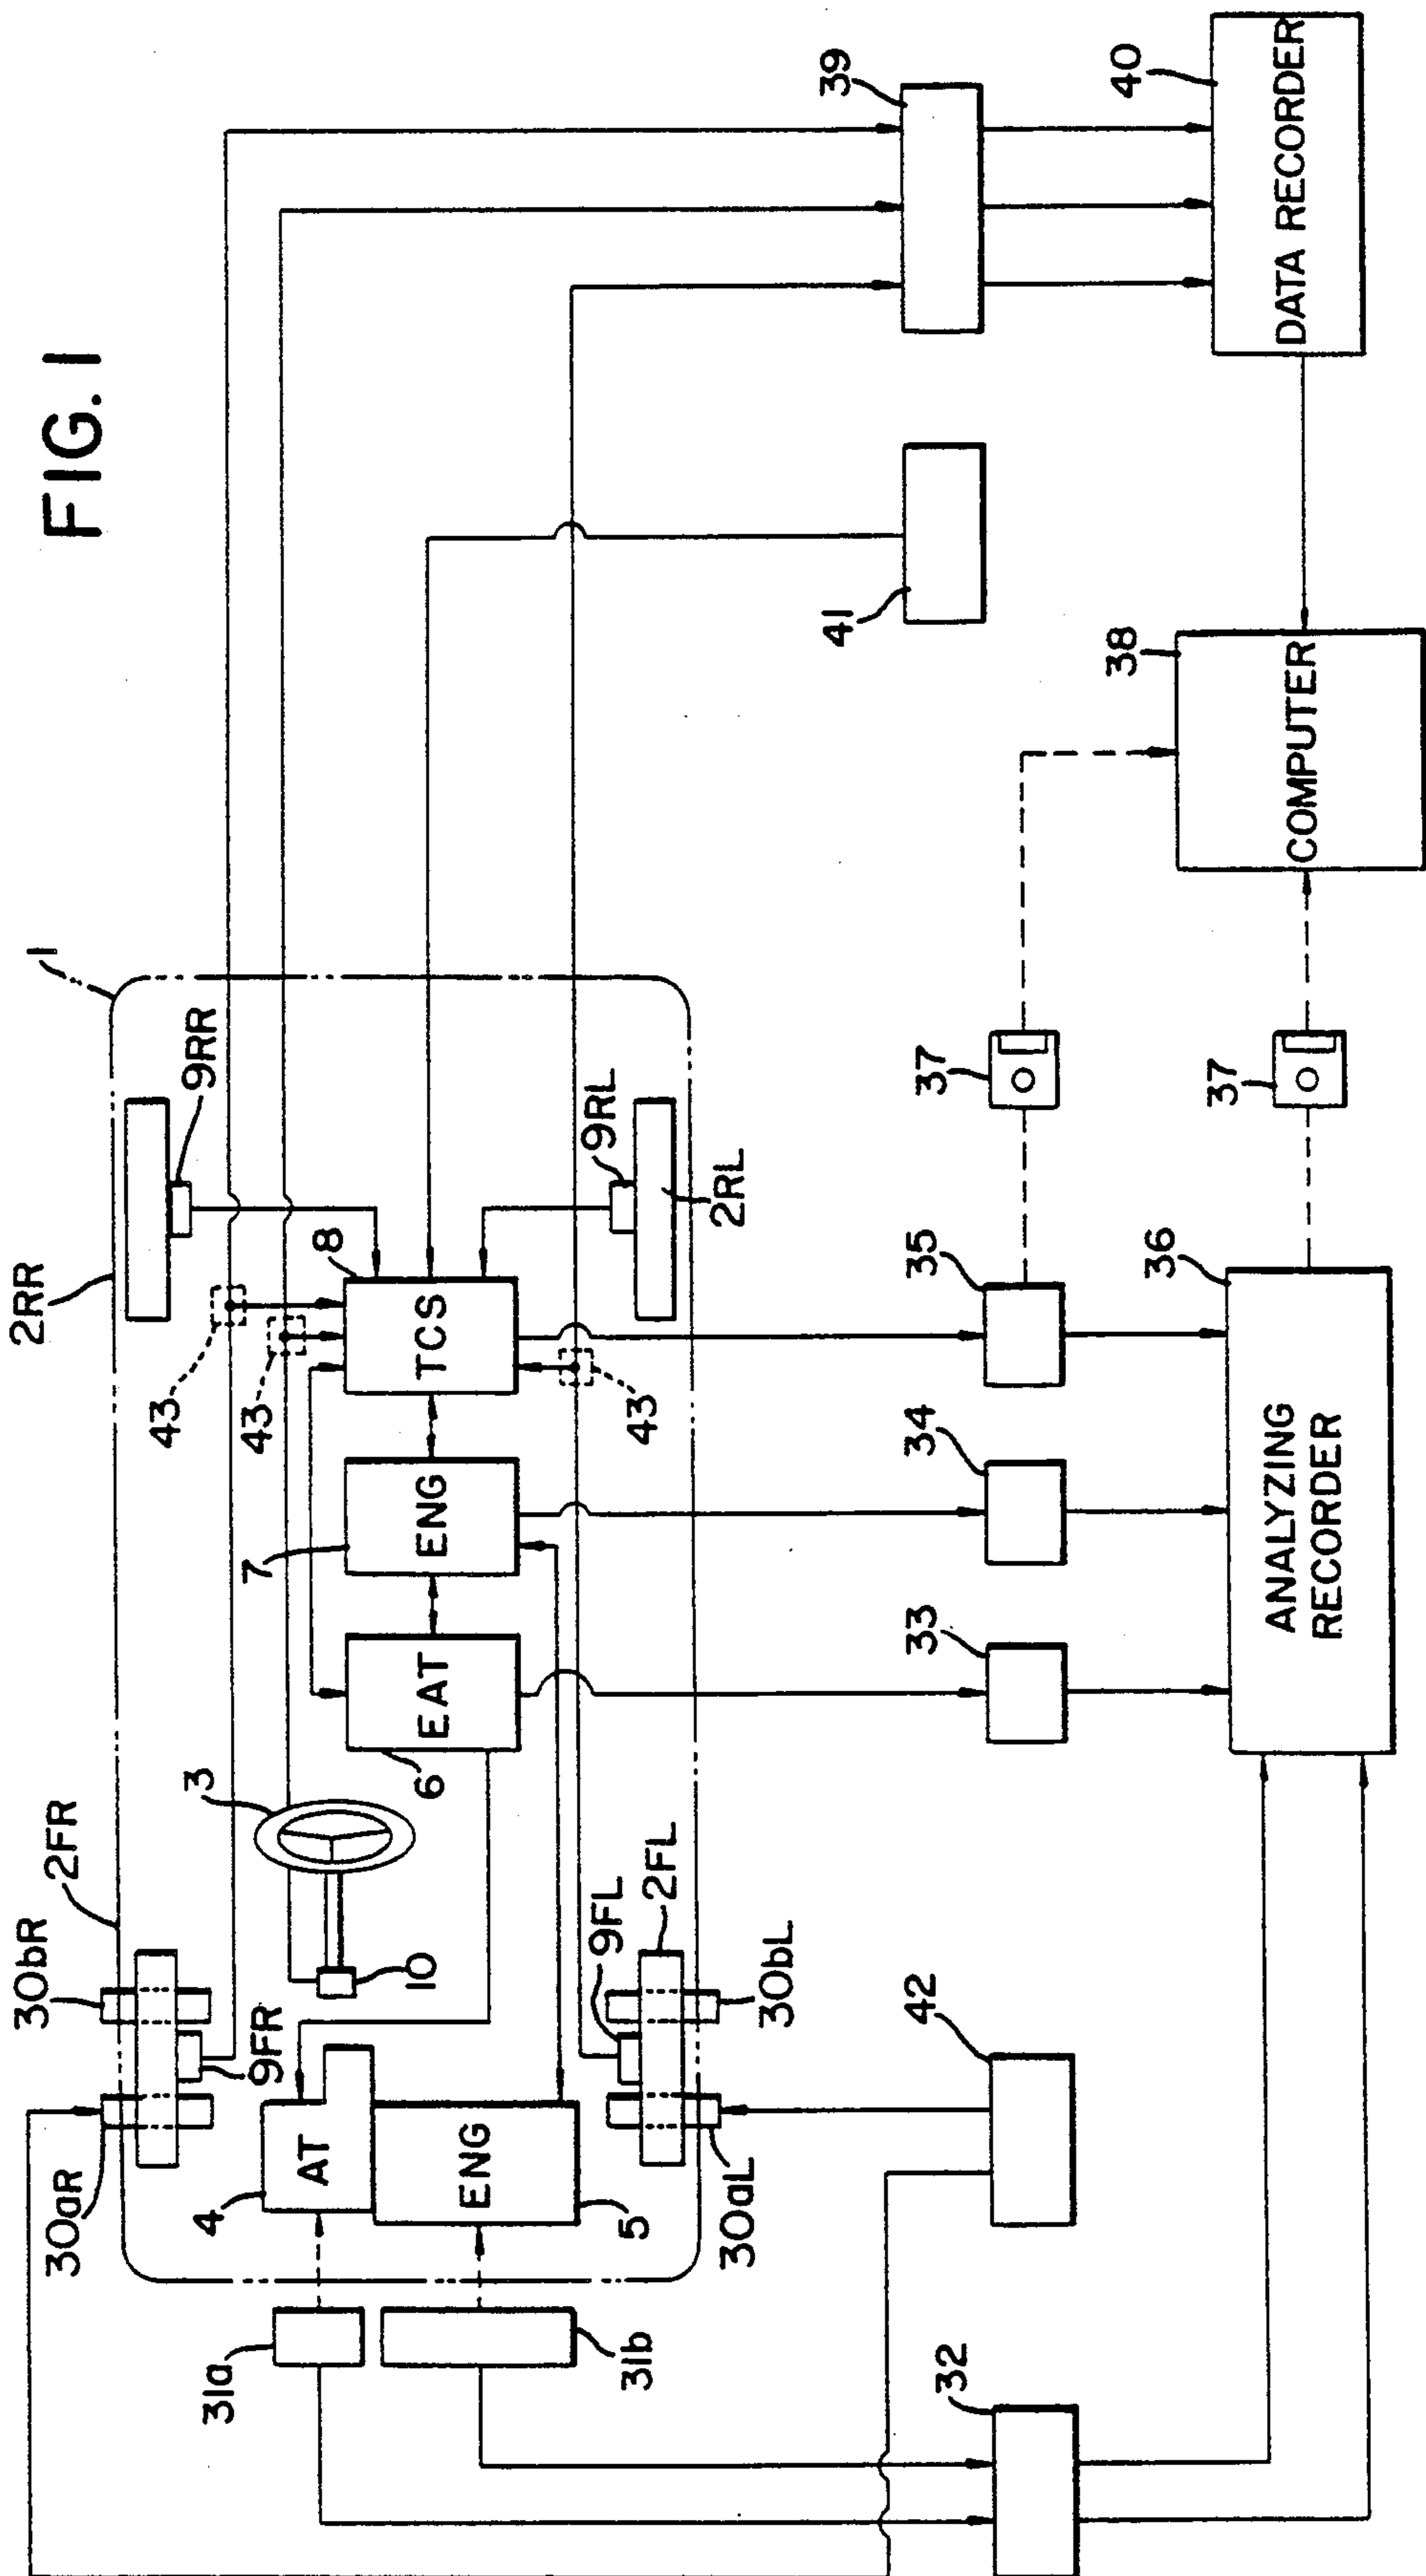 FIG. 1
1
2RR
9RR
9RL
2RL
43
43
43
8
TCS
7
ENG
6
EAT
3
10
2FR
30bR
9FR
30aR
4
AT
ENG
5
9FL
2FL
30bL
30aL
31a
31b
32
42
33
34
35
36
ANALYZING
RECORDER
37
37
38
COMPUTER
41
39
40
DATA RECORDER